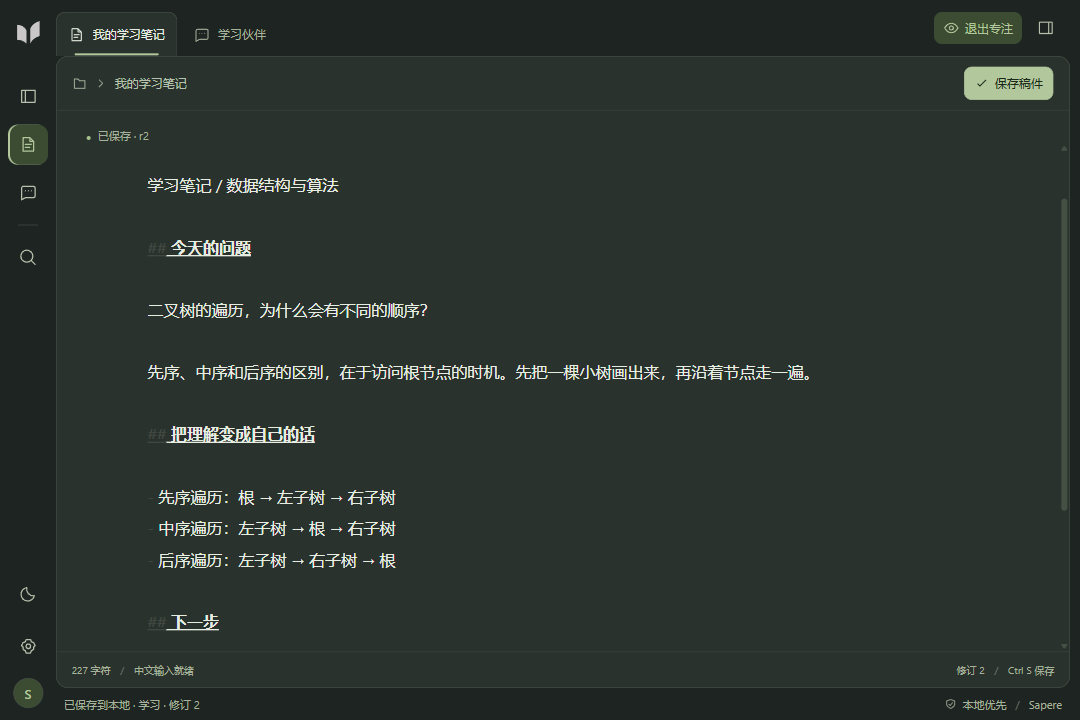 我的学习笔记
学习伙伴
退出专注
我的学习笔记
保存稿件
已保存 · r2
学习笔记 / 数据结构与算法
## 今天的问题
二叉树的遍历，为什么会有不同的顺序？
先序、中序和后序的区别，在于访问根节点的时机。先把一棵小树画出来，再沿着节点走一遍。
## 把理解变成自己的话
- 先序遍历：根 → 左子树 → 右子树
- 中序遍历：左子树 → 根 → 右子树
- 后序遍历：左子树 → 右子树 → 根
## 下一步
227 字符 / 中文输入就绪
修订 2 / Ctrl S 保存
S
已保存到本地 · 学习 · 修订 2
本地优先 / Sapere